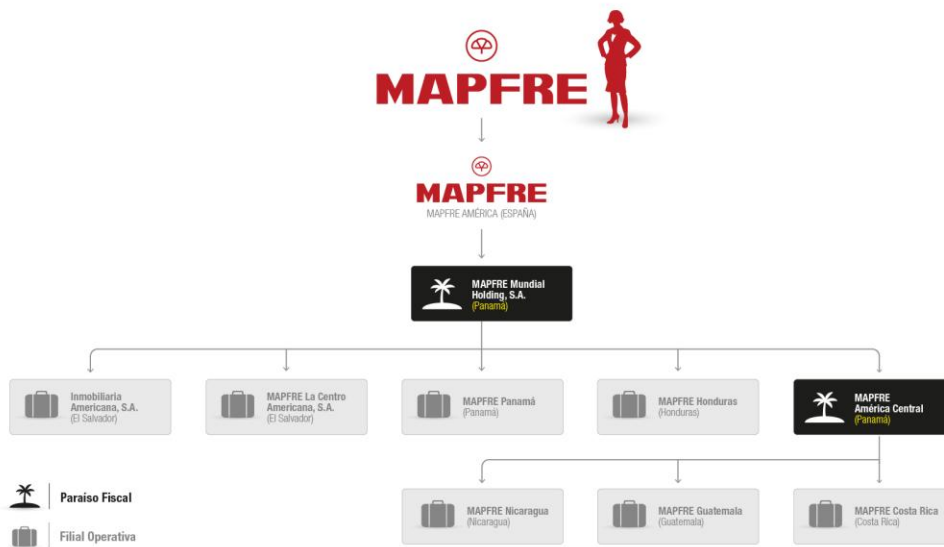 MAPFRE
MAPFRE
MAPFRE AMÉRICA (ESPAÑA)
MAPFRE Mundial
Holding, S.A.
(Panamá)
Inmobiliaria
Americana, S.A.
(El Salvador)
MAPFRE La Centro
Americana, S.A.
(El Salvador)
MAPFRE Panamá
(Panamá)
MAPFRE Honduras
(Honduras)
MAPFRE
América Central
(Panamá)
MAPFRE Nicaragua
(Nicaragua)
MAPFRE Guatemala
(Guatemala)
MAPFRE Costa Rica
(Costa Rica)
Paraíso Fiscal
Filial Operativa